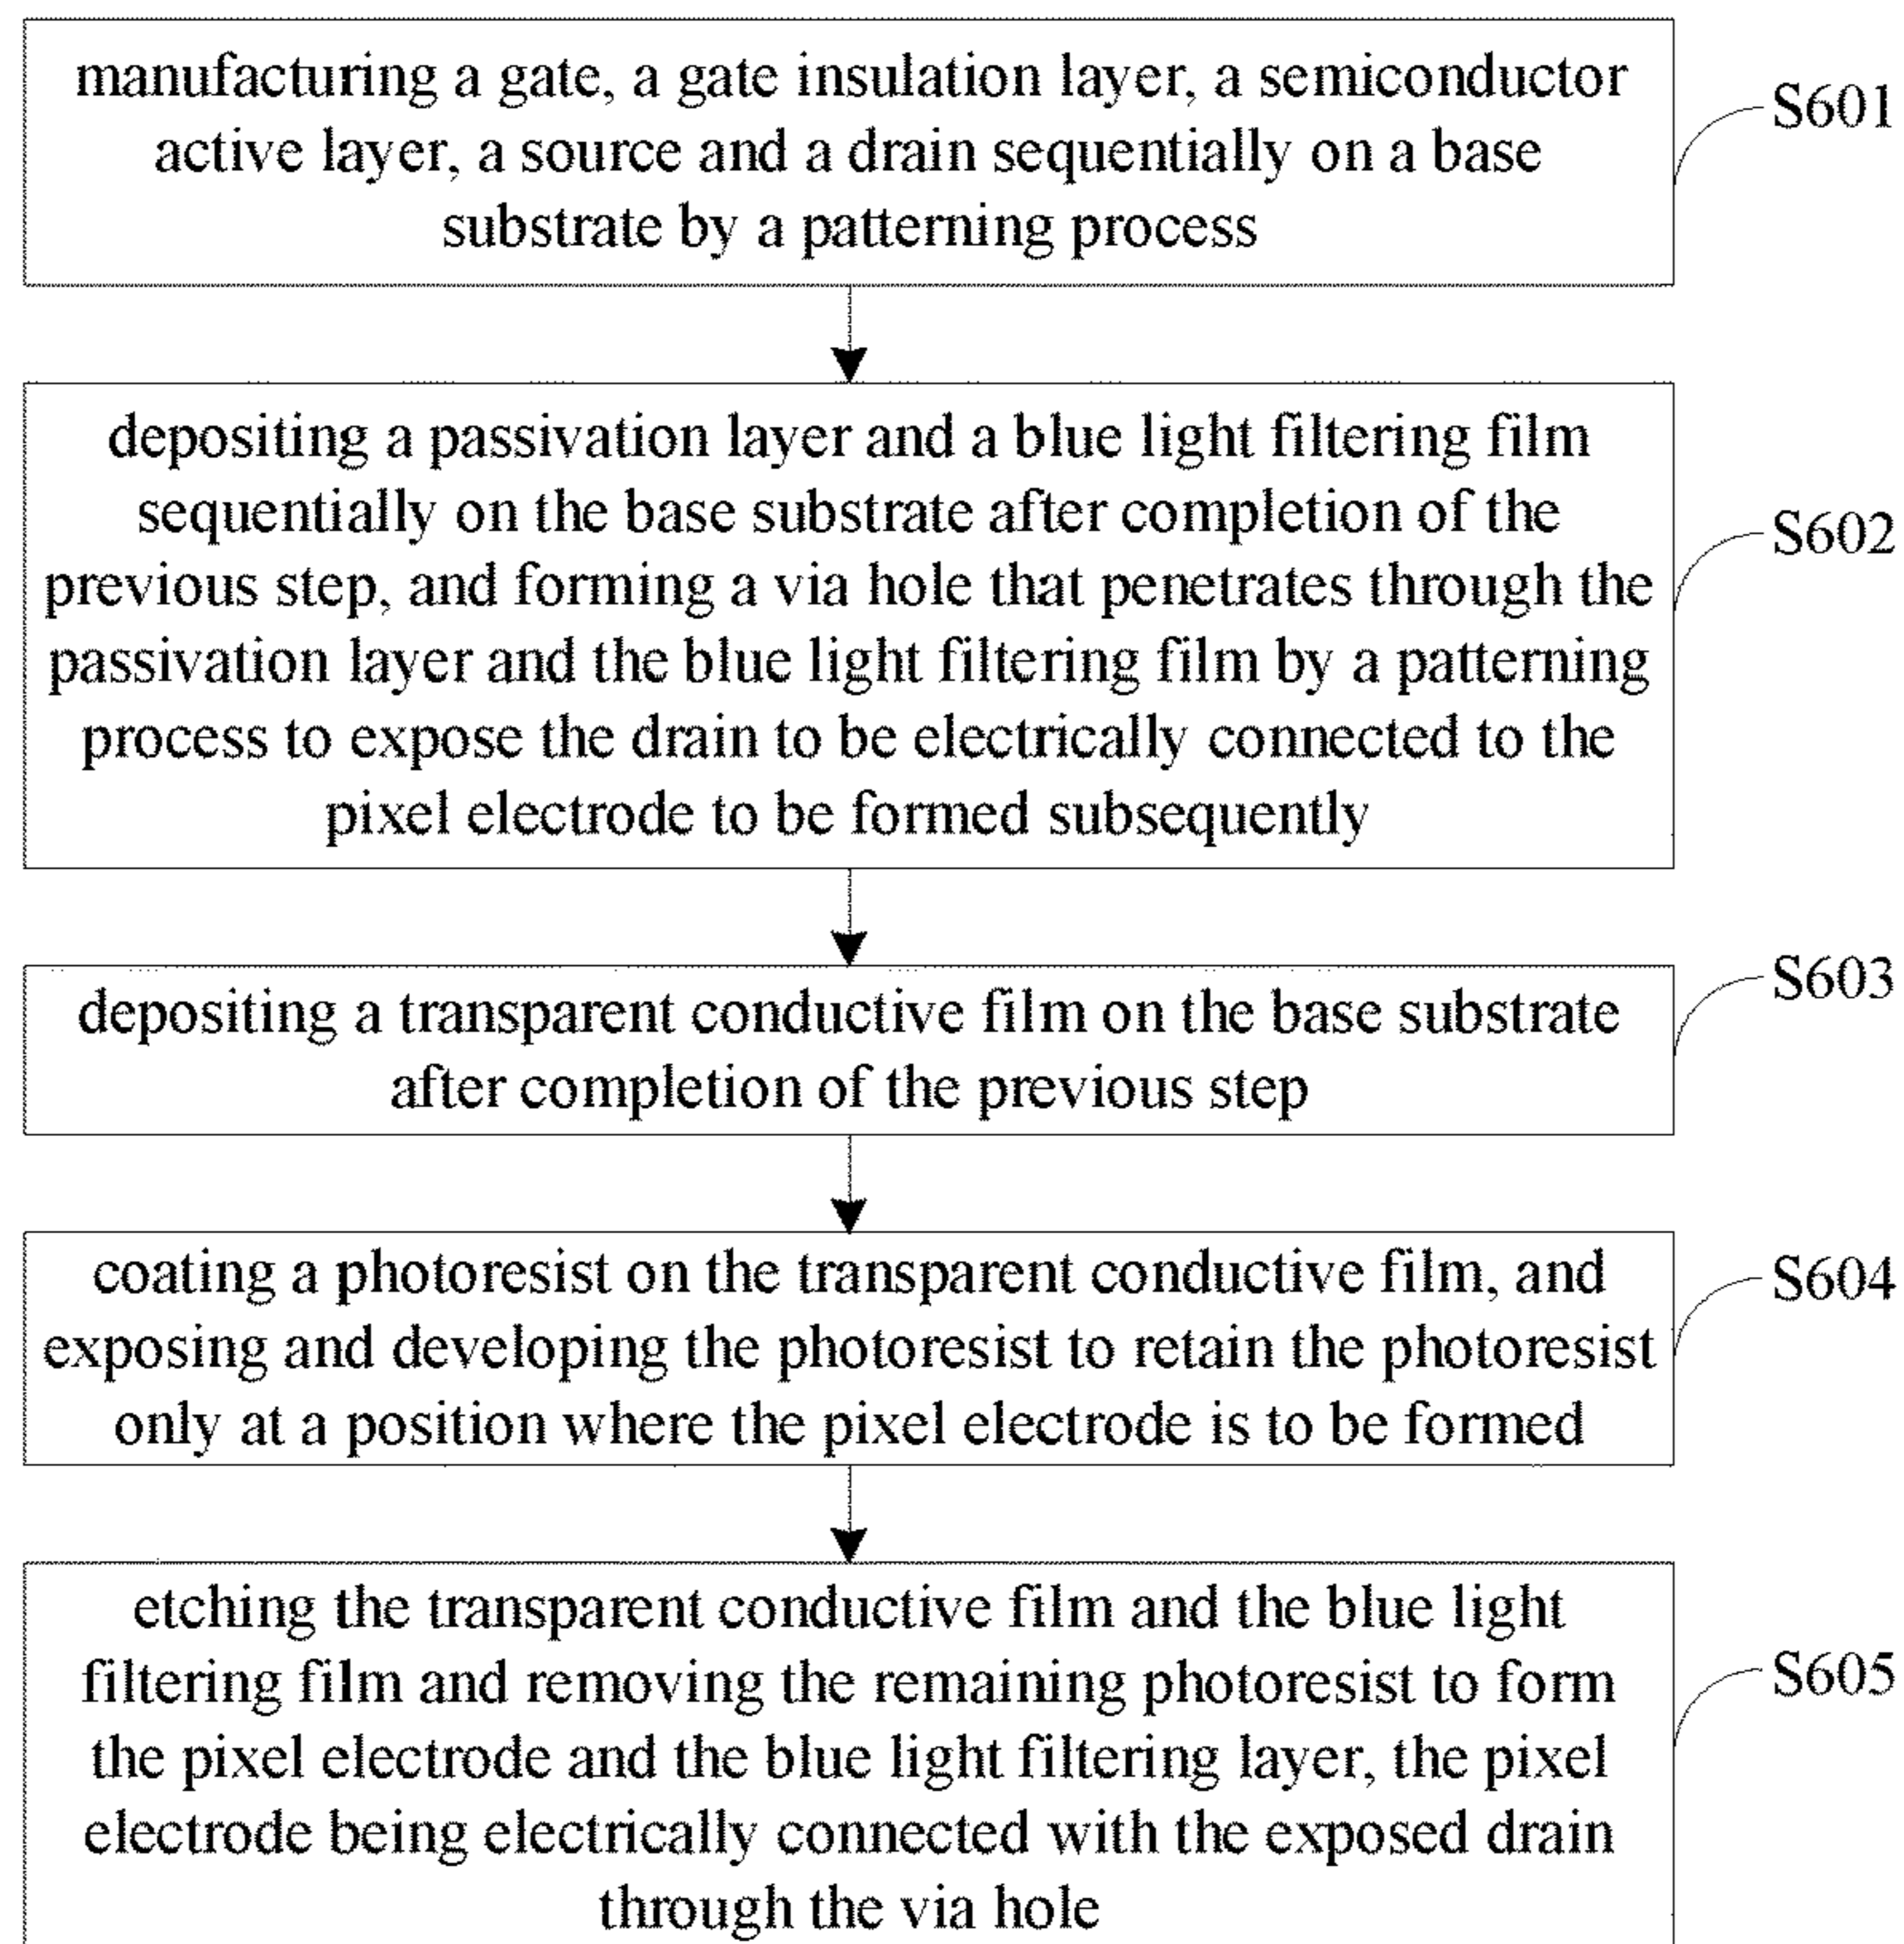 manufacturing a gate, a gate insulation layer, a semiconductor
active layer, a source and a drain sequentially on a base
substrate by a patterning process
S601
depositing a passivation layer and a blue light filtering film
sequentially on the base substrate after completion of the
previous step, and forming a via hole that penetrates through the
passivation layer and the blue light filtering film by a patterning
process to expose the drain to be electrically connected to the
pixel electrode to be formed subsequently
S602
depositing a transparent conductive film on the base substrate
after completion of the previous step
S603
coating a photoresist on the transparent conductive film, and
exposing and developing the photoresist to retain the photoresist
only at a position where the pixel electrode is to be formed
S604
etching the transparent conductive film and the blue light
filtering film and removing the remaining photoresist to form
the pixel electrode and the blue light filtering layer, the pixel
electrode being electrically connected with the exposed drain
through the via hole
S605